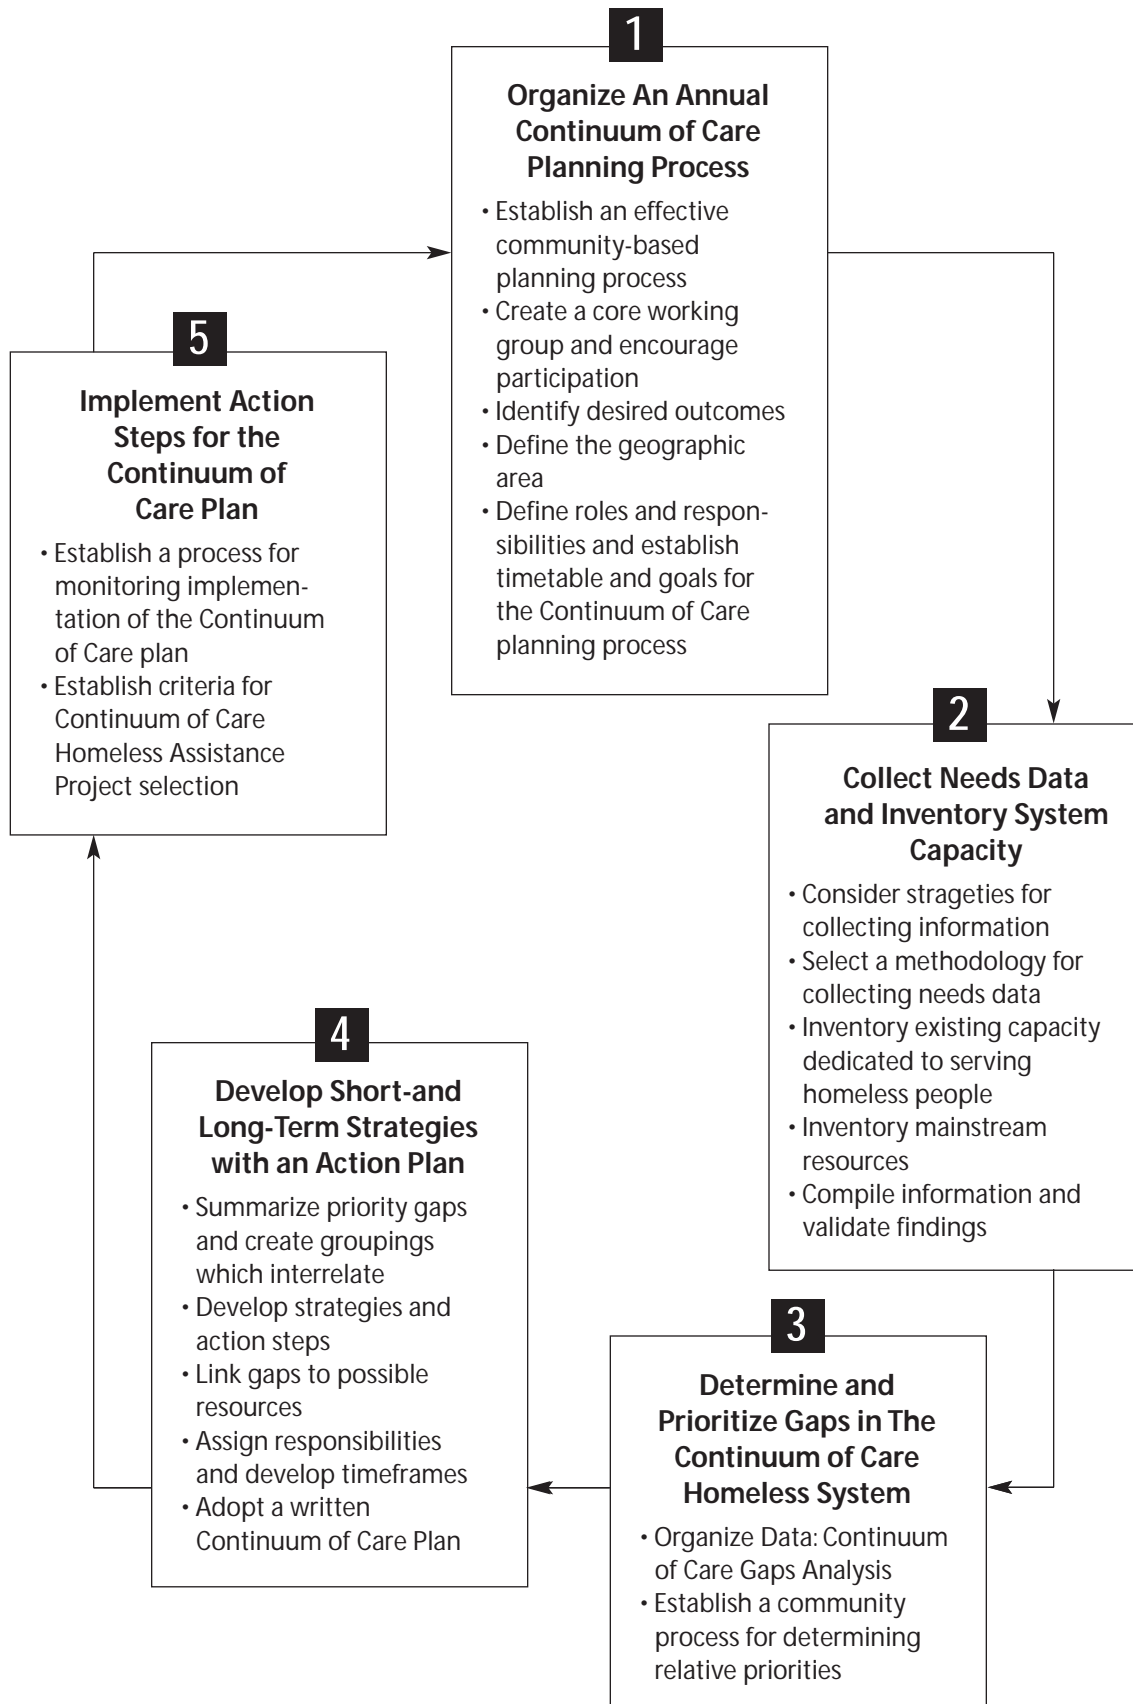 1
Organize An Annual
Continuum of Care
Planning Process
• Establish an effective
community-based
planning process
• Create a core working
group and encourage
participation
• Identify desired outcomes
• Define the geographic
area
• Define roles and respon-
sibilities and establish
timetable and goals for
the Continuum of Care
planning process
2
Collect Needs Data
and Inventory System
Capacity
• Consider strageties for
collecting information
• Select a methodology for
collecting needs data
• Inventory existing capacity
dedicated to serving
homeless people
• Inventory mainstream
resources
• Compile information and
validate findings
3
Determine and
Prioritize Gaps in The
Continuum of Care
Homeless System
• Organize Data: Continuum
of Care Gaps Analysis
• Establish a community
process for determining
relative priorities
4
Develop Short-and
Long-Term Strategies
with an Action Plan
• Summarize priority gaps
and create groupings
which interrelate
• Develop strategies and
action steps
• Link gaps to possible
resources
• Assign responsibilities
and develop timeframes
• Adopt a written
Continuum of Care Plan
5
Implement Action
Steps for the
Continuum of
Care Plan
• Establish a process for
monitoring implemen-
tation of the Continuum
of Care plan
• Establish criteria for
Continuum of Care
Homeless Assistance
Project selection